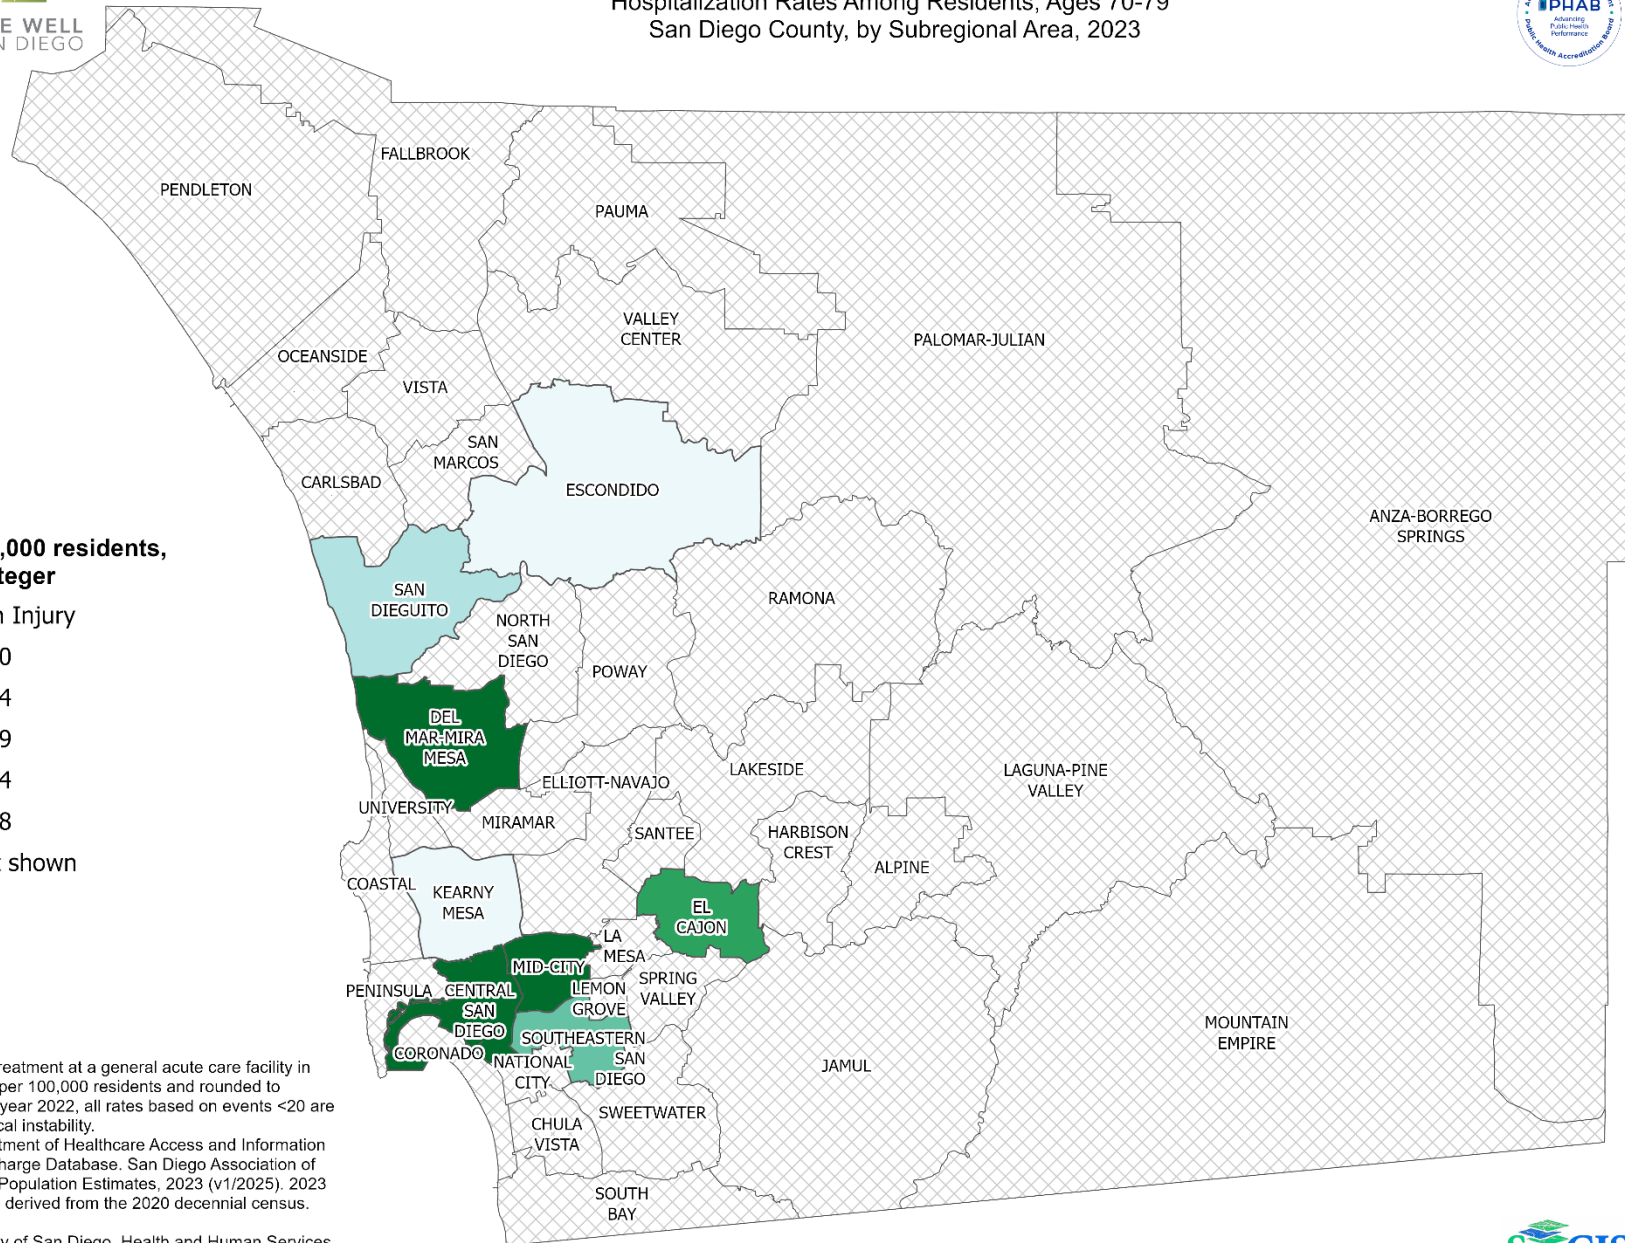 E WELL
N DIEGO
Hospitalization Rates Among Residents, Ages 70-79
San Diego County, by Subregional Area, 2023
PHAB
Advancing
Public Health
Performance
Public Health Accreditation Board
FALLBROOK
PENDLETON
PAUMA
VALLEY
CENTER
PALOMAR-JULIAN
OCEANSIDE
VISTA
SAN
MARCOS
CARLSBAD
ESCONDIDO
ANZA-BORREGO
SPRINGS
,000 residents,
teger
n Injury
0
4
9
4
8
t shown
SAN
DIEGUITO
NORTH
SAN
DIEGO
RAMONA
POWAY
DEL
MAR-MIRA
MESA
ELLIOTT-NAVAJO
LAKESIDE
LAGUNA-PINE
VALLEY
UNIVERSITY
MIRAMAR
SANTEE
HARBISON
CREST
ALPINE
COASTAL
KEARNY
MESA
EL
CAJON
LA
MESA
MID-CITY
SPRING
VALLEY
LEMON
GROVE
PENINSULA
CENTRAL
SAN
DIEGO
CORONADO
SOUTHEASTERN
SAN
DIEGO
NATIONAL
CITY
JAMUL
MOUNTAIN
EMPIRE
SWEETWATER
CHULA
VISTA
SOUTH
BAY
reatment at a general acute care facility in
per 100,000 residents and rounded to
year 2022, all rates based on events <20 are
cal instability.
tment of Healthcare Access and Information
harge Database. San Diego Association of
Population Estimates, 2023 (v1/2025). 2023
derived from the 2020 decennial census.
y of San Diego, Health and Human Services